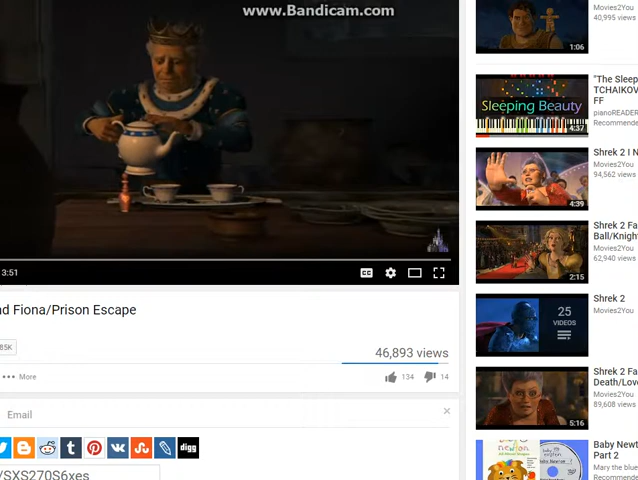 www.Bandicam.com
3:51
nd Fiona/Prison Escape
85K
46,893 views
More
134
14
Email
digg
/SXS270S6xes
Movies2You
40,995 views
1:06
Sleeping Beauty
4:37
"The Sleep
TCHAIKOV
FF
pianoREADER
Recommende
4:39
Shrek 2 I N
Movies2You
94,562 views
2:15
Shrek 2 Fa
Ball/Knight
Movies2You
62,940 views
25
VIDEOS
Shrek 2
Movies2You
5:16
Shrek 2 Fa
Death/Love
Movies2You
89,608 views
newton
Baby Newt
Part 2
Mary the blue
Recommende